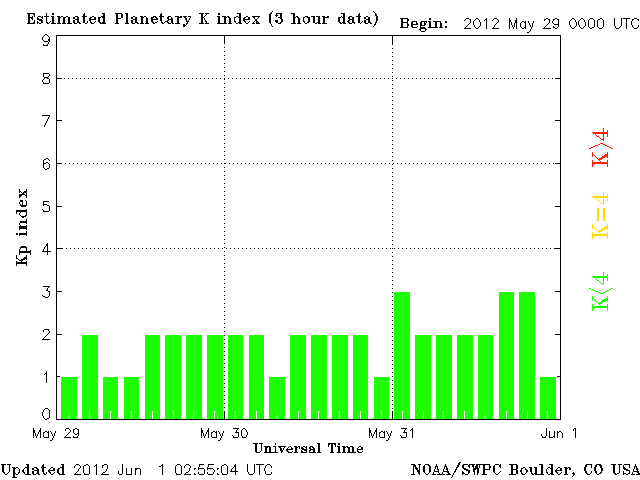 Estimated Planetary K index (3 hour data) Begin: 2012 May 29 0000 UTC
9
8
7
6
5
4
3
2
1
0
Kp index
K>4
K=4
K<4
May 29 May 30 May 31 Jun 1
Universal Time
Updated 2012 Jun 1 02:55:04 UTC NOAA/SWPC Boulder, CO USA